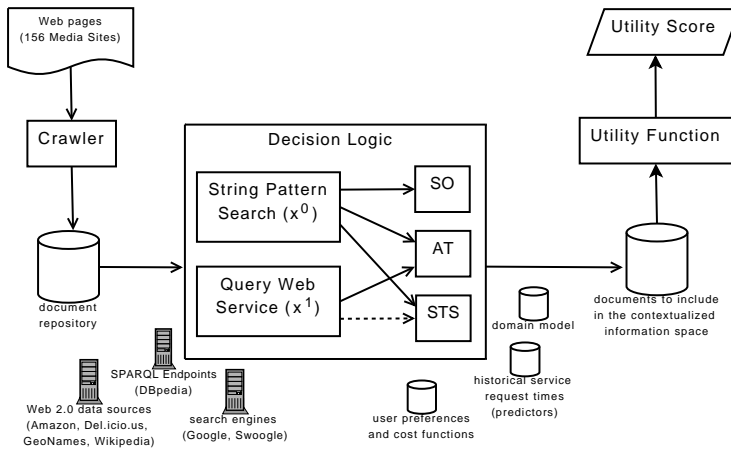 Web pages
(156 Media Sites)
Utility Score
Crawler
Decision Logic
Utility Function
String Pattern
Search (x^0)
SO
AT
Query Web
Service (x^1)
STS
document
repository
documents to include
in the contextualized
information space
domain model
SPARQL Endpoints
(DBpedia)
historical service
request times
(predictors)
Web 2.0 data sources
(Amazon, Del.icio.us,
GeoNames, Wikipedia)
search engines
(Google, Swoogle)
user preferences
and cost functions